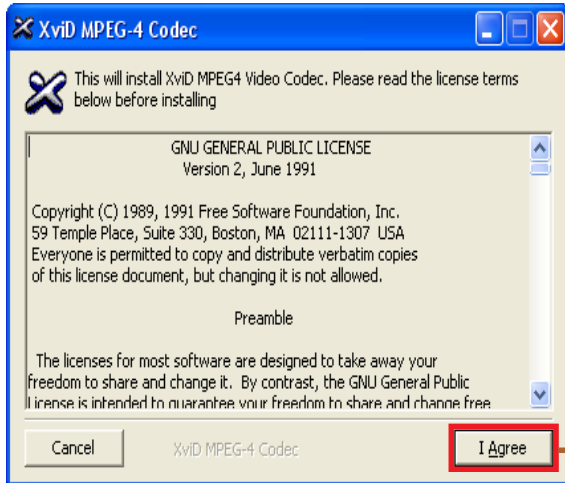 XviD MPEG-4 Codec
This will install XviD MPEG4 Video Codec. Please read the license terms
below before installing
GNU GENERAL PUBLIC LICENSE
Version 2, June 1991
Copyright (C) 1989, 1991 Free Software Foundation, Inc.
59 Temple Place, Suite 330, Boston, MA 02111-1307 USA
Everyone is permitted to copy and distribute verbatim copies
of this license document, but changing it is not allowed.
Preamble
The licenses for most software are designed to take away your
freedom to share and change it. By contrast, the GNU General Public
License is intended to guarantee your freedom to share and change free
Cancel
XviD MPEG-4 Codec
I Agree